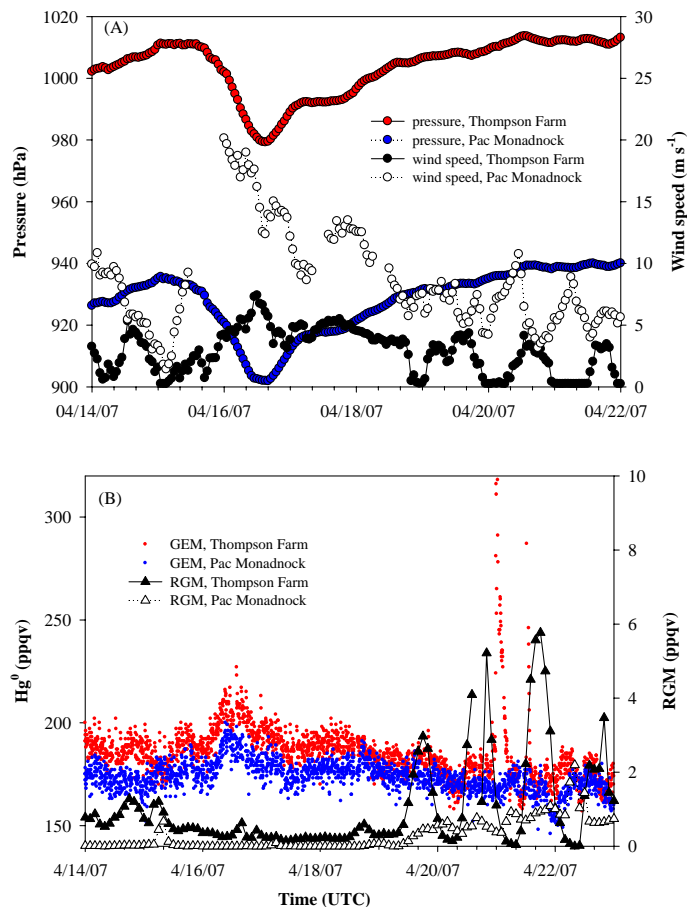 (A)
1020
1000
980
960
940
920
900
Pressure (hPa)
30
25
20
15
10
5
0
Wind speed (m s-1)
pressure, Thompson Farm
pressure, Pac Monadnock
wind speed, Thompson Farm
wind speed, Pac Monadnock
04/14/07 04/16/07 04/18/07 04/20/07 04/22/07
(B)
300
250
200
150
Hg0 (ppqv)
10
8
6
4
2
0
RGM (ppqv)
GEM, Thompson Farm
GEM, Pac Monadnock
RGM, Thompson Farm
RGM, Pac Monadnock
4/14/07 4/16/07 4/18/07 4/20/07 4/22/07
Time (UTC)